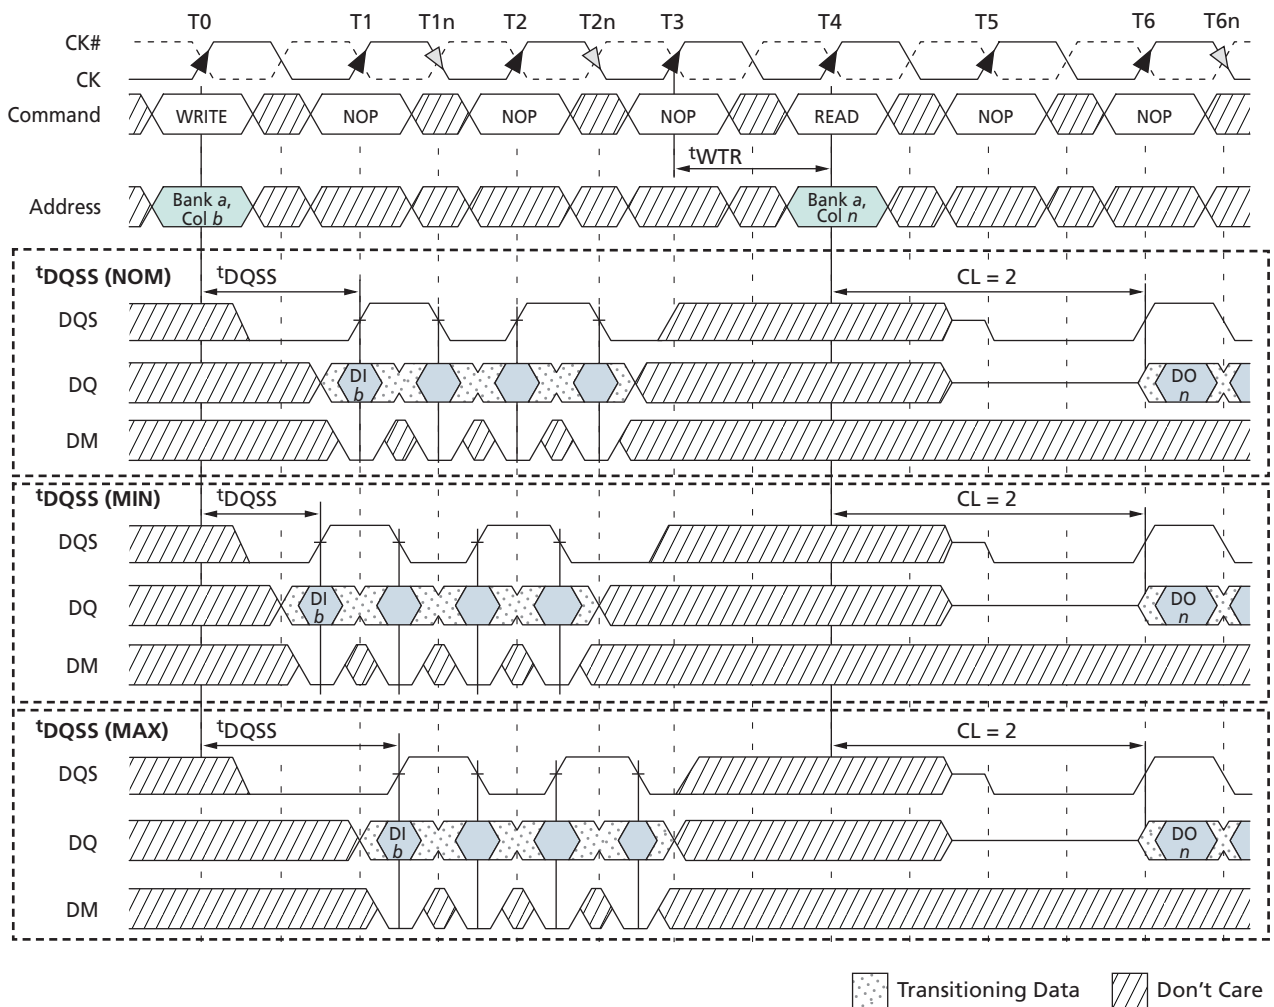 T0 T1 T1n T2 T2n T3 T4 T5 T6 T6n
CK#
CK
Command WRITE NOP NOP NOP READ NOP NOP
tWTR
Address Bank a, Col b Bank a, Col n
tDQSS (NOM) tDQSS CL = 2
DQS
DQ DI b DO n
DM
tDQSS (MIN) tDQSS CL = 2
DQS
DQ DI b DO n
DM
tDQSS (MAX) tDQSS CL = 2
DQS
DQ DI b DO n
DM
Transitioning Data Don't Care